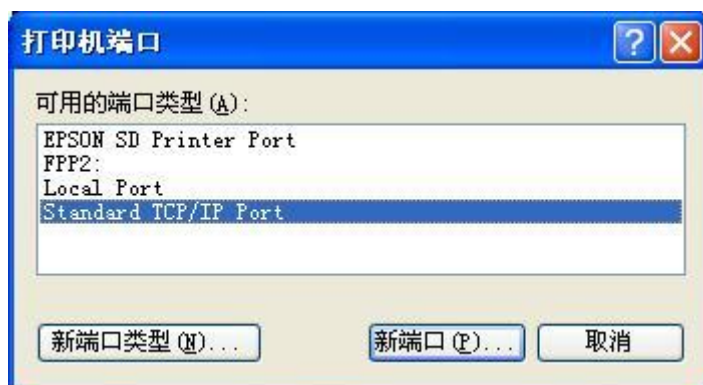 打印机端口
可用的端口类型(A):
EPSON SD Printer Port
FPP2:
Local Port
Standard TCP/IP Port
新端口类型(N)... 新端口(P)... 取消